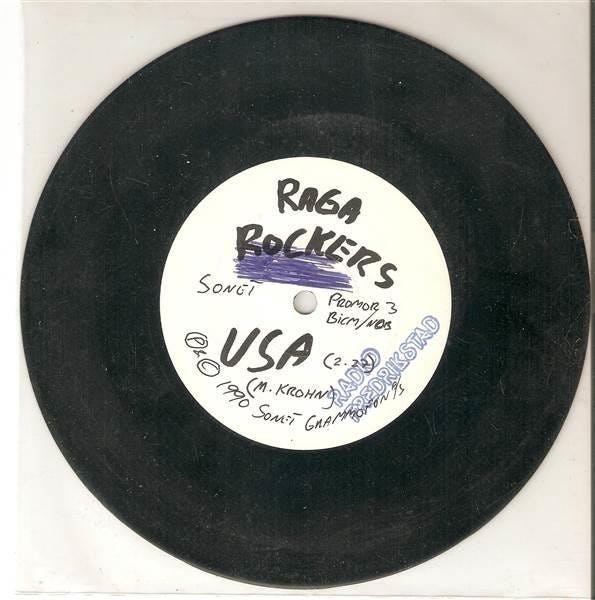 RAGA
ROCKERS
SONET
PROMOR 3
BICM/NCB
USA (2.22)
(M. KROHN)
Ⓟ & © 1990 SONET GRAMMOFON A/S
RADIO
FREDRIKSTAD